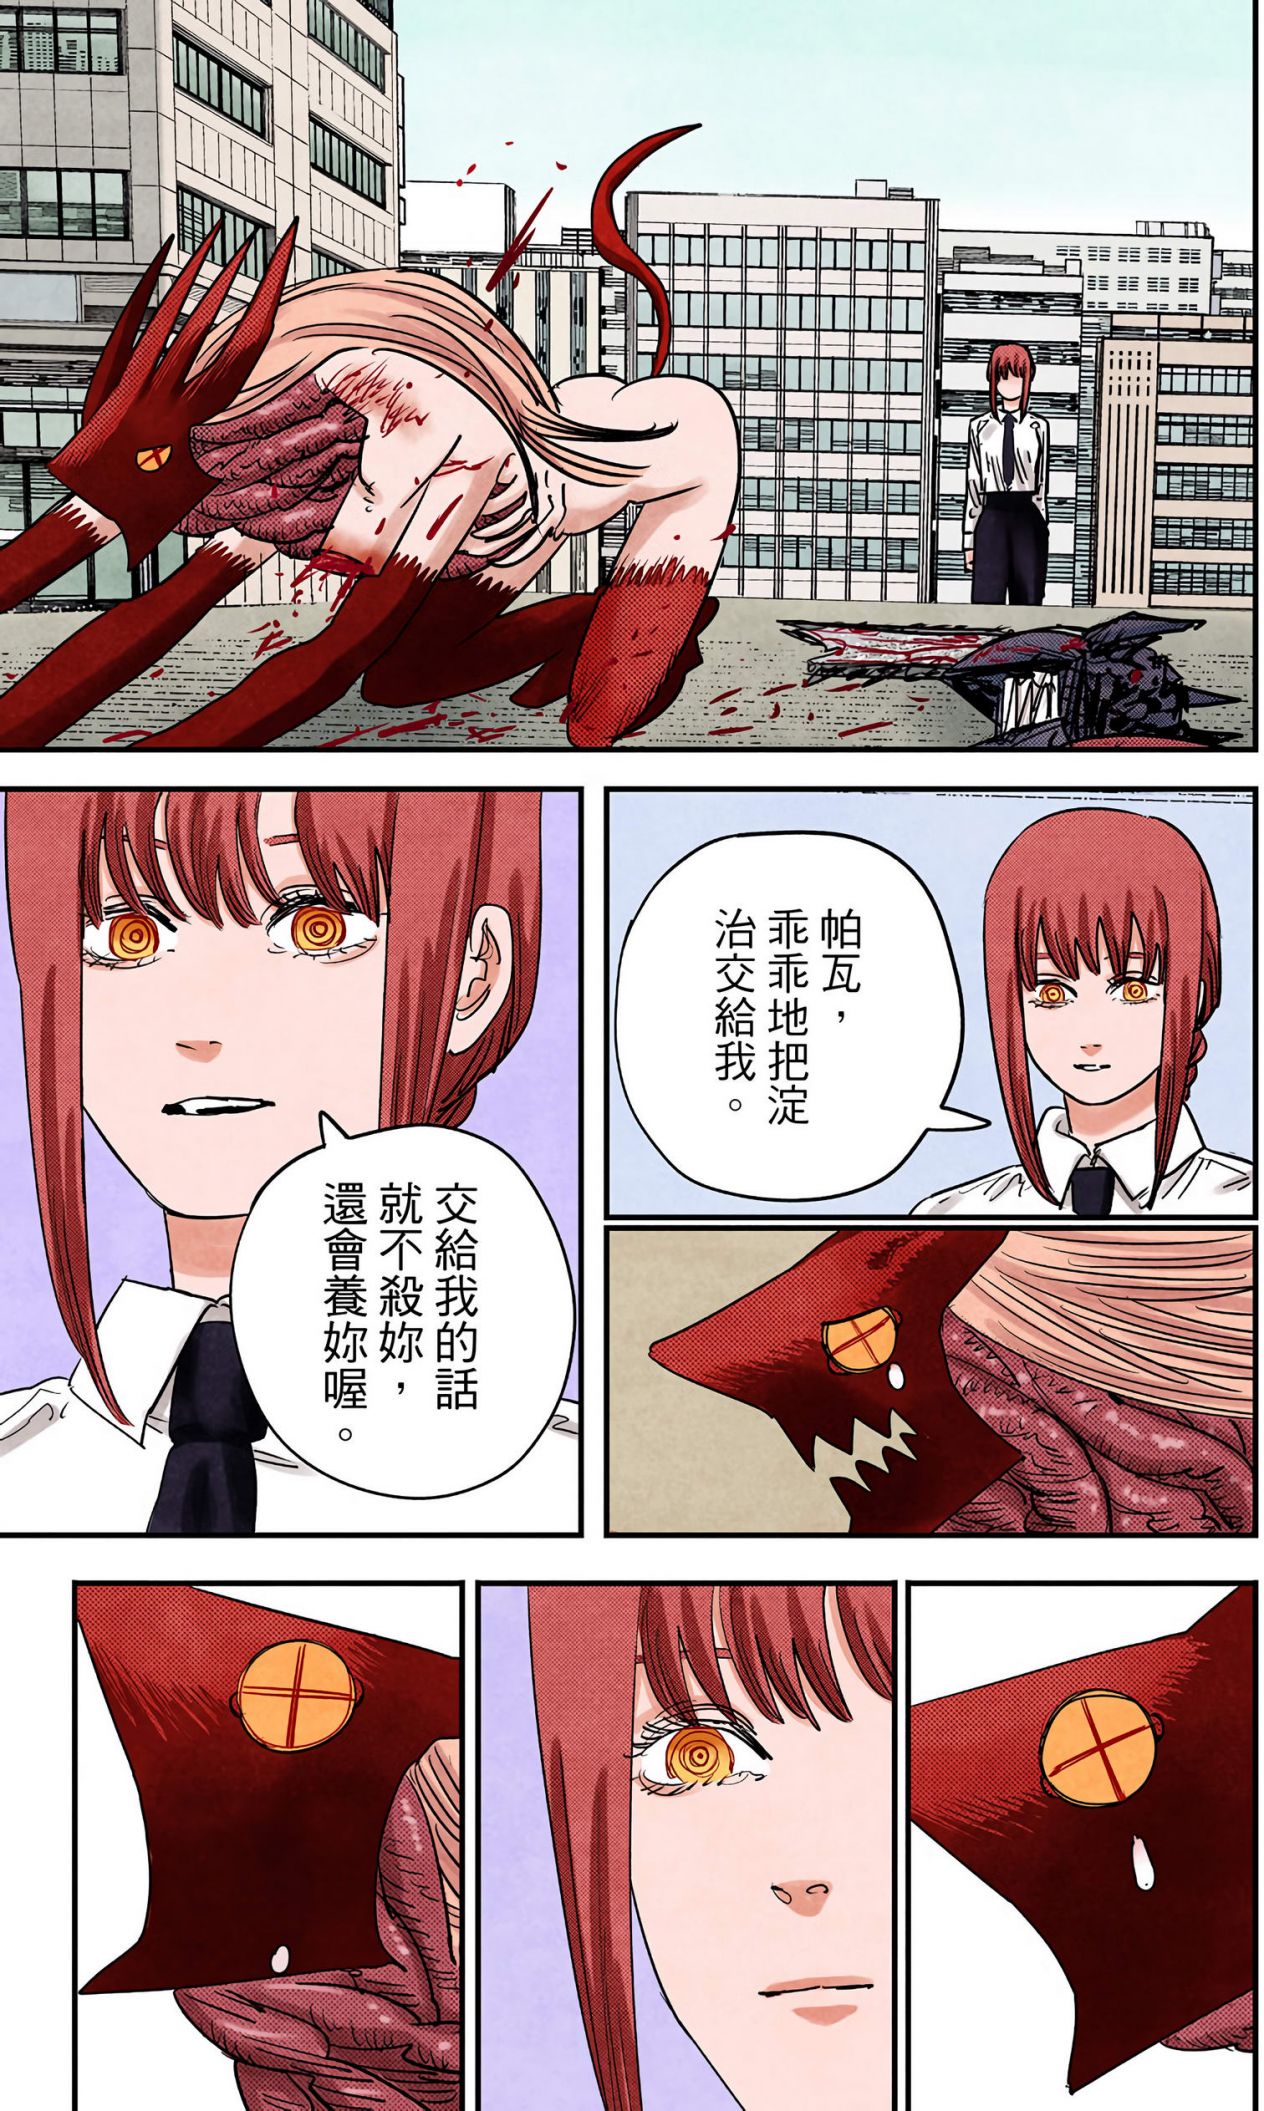 帕瓦，
乖乖地把淀
治交給我。
交給我的話
就不殺妳，
還會養妳喔。